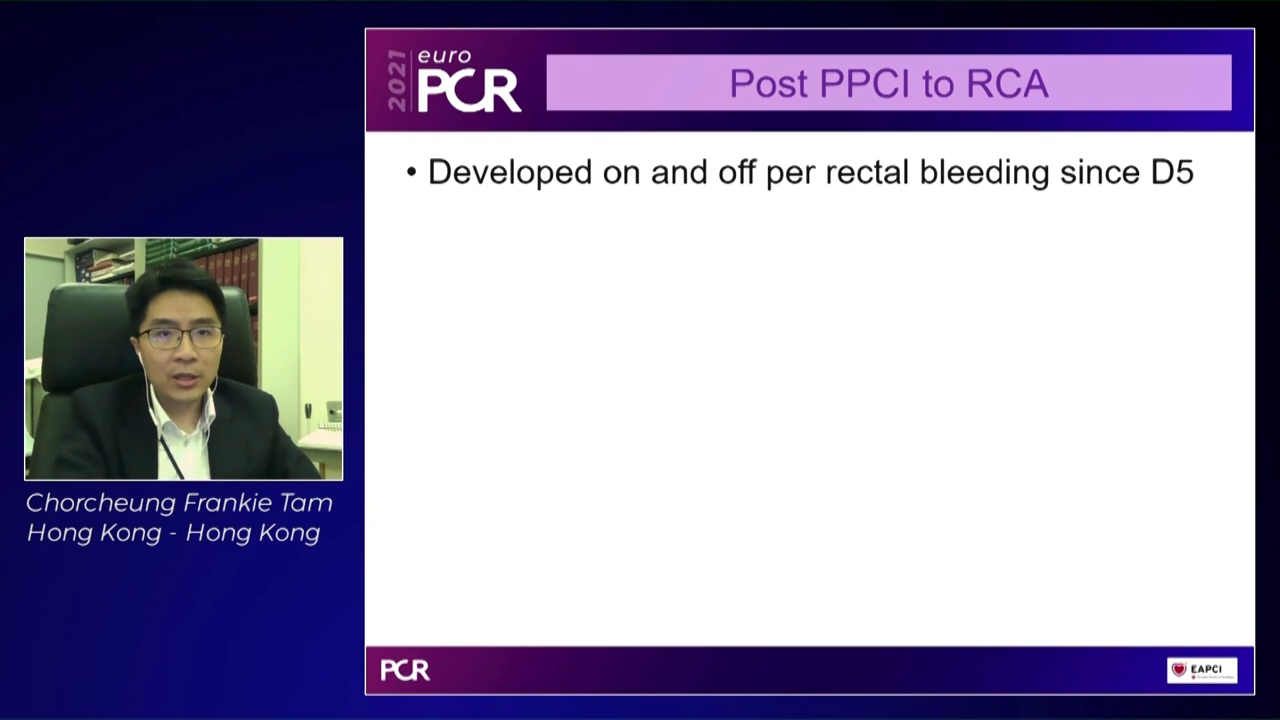 2021
euro
PCR
Post PPCI to RCA
• Developed on and off per rectal bleeding since D5
Chorcheung Frankie Tam
Hong Kong - Hong Kong
PCR
EAPCI